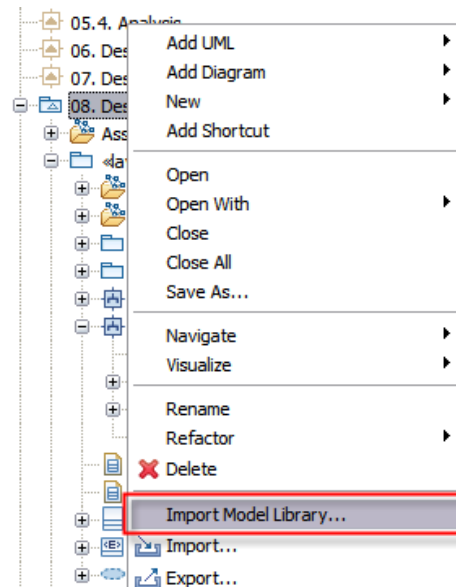 05.4. Analysis
06. Des
07. Des
08. Des
Ass
«la
Add UML
Add Diagram
New
Add Shortcut
Open
Open With
Close
Close All
Save As...
Navigate
Visualize
Rename
Refactor
Delete
Import Model Library...
<E>
Import...
Export...